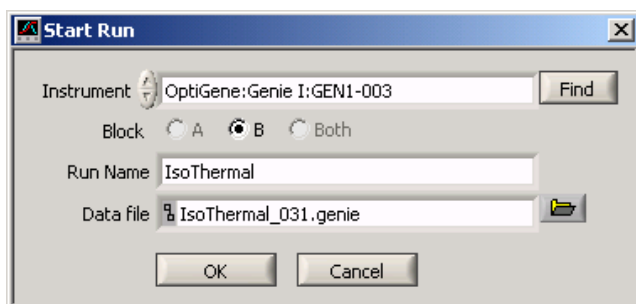 Start Run
Instrument OptiGene:Genie I:GEN1-003 Find
Block A B Both
Run Name IsoThermal
Data file IsoThermal_031.genie
OK Cancel